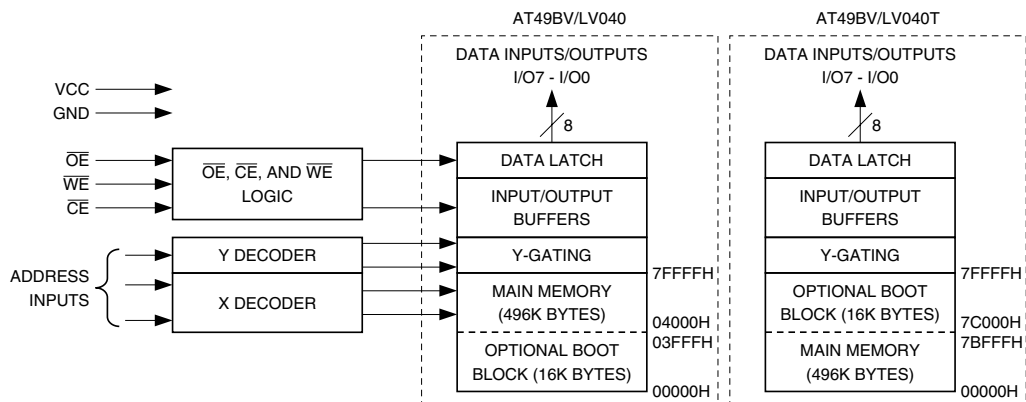 AT49BV/LV040
AT49BV/LV040T
DATA INPUTS/OUTPUTS
I/O7 - I/O0
DATA INPUTS/OUTPUTS
I/O7 - I/O0
VCC
GND
8
8
OE
WE
CE
OE, CE, AND WE
LOGIC
DATA LATCH
INPUT/OUTPUT
BUFFERS
DATA LATCH
INPUT/OUTPUT
BUFFERS
ADDRESS
INPUTS
Y DECODER
X DECODER
Y-GATING
7FFFFH
MAIN MEMORY
(496K BYTES)
04000H
03FFFH
OPTIONAL BOOT
BLOCK (16K BYTES)
00000H
Y-GATING
7FFFFH
OPTIONAL BOOT
BLOCK (16K BYTES)
7C000H
7BFFFH
MAIN MEMORY
(496K BYTES)
00000H